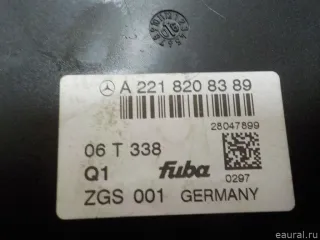 A 221 820 83 89
25047899
06 T 338
Q1
fuba
0297
ZGS 001 GERMANY
eaural.ru